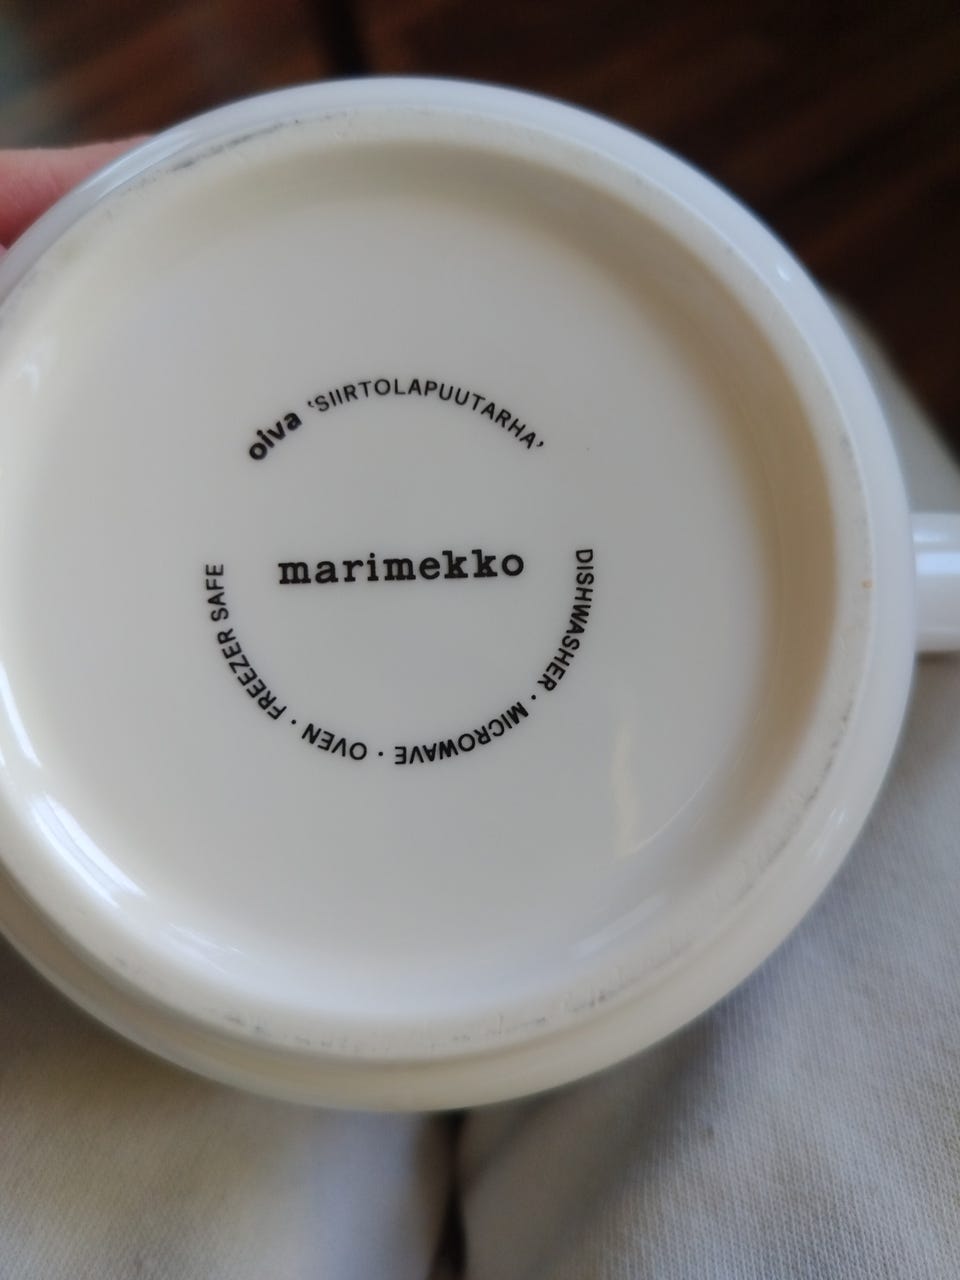 oiva 'SIIRTOLAPUUTARHA'
marimekko
DISHWASHER · MICROWAVE · OVEN · FREEZER SAFE